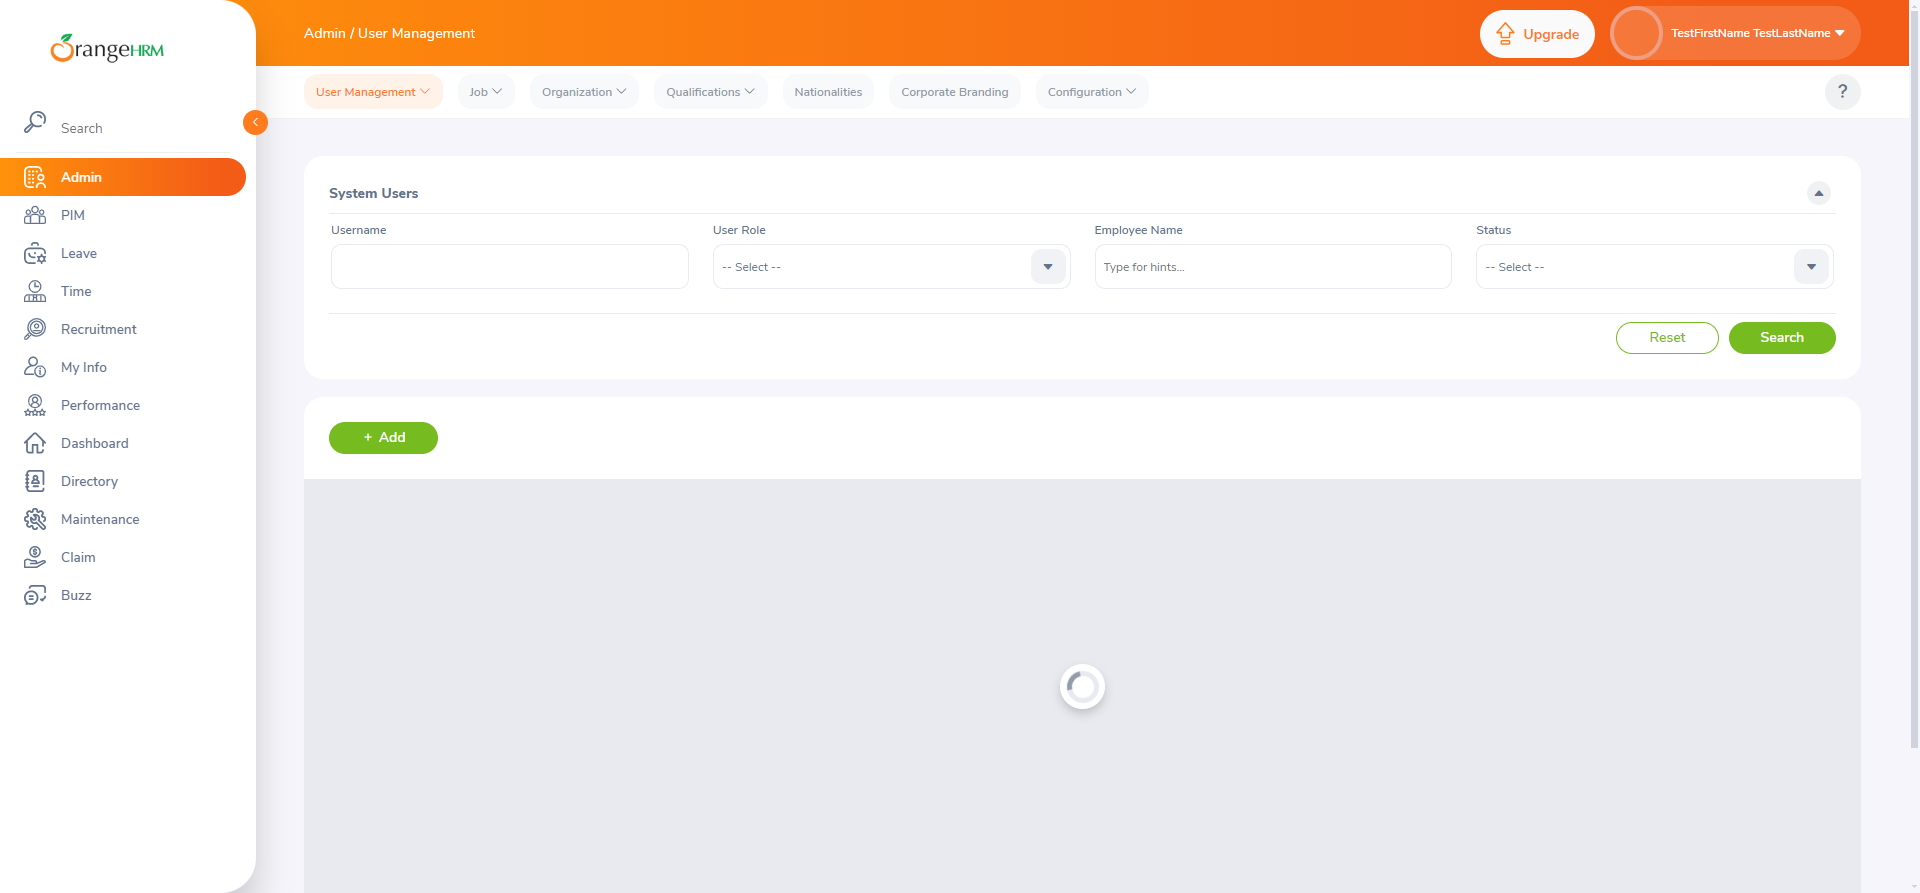 OrangeHRM
Admin / User Management
Upgrade
TestFirstName TestLastName
User Management
Job
Organization
Qualifications
Nationalities
Corporate Branding
Configuration
?
Search
Admin
PIM
Leave
Time
Recruitment
My Info
Performance
Dashboard
Directory
Maintenance
Claim
Buzz
System Users
Username
User Role
Employee Name
Status
-- Select --
Type for hints...
-- Select --
Reset
Search
+ Add